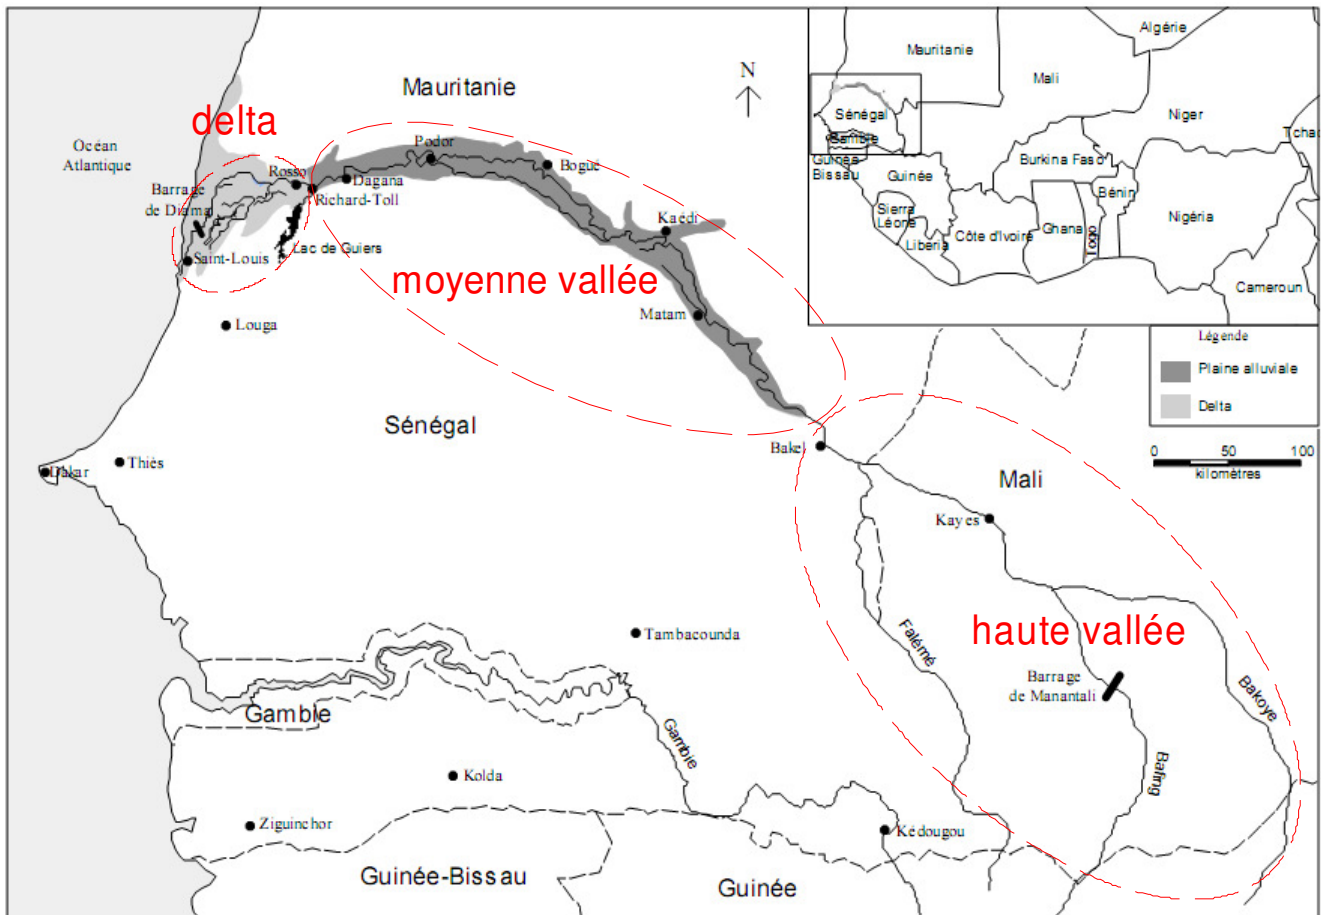 Mauritanie
N
delta
Océan
Atlantique
Podor
Bogué
Rosso
Dagana
Barrage
de Diama
Richard-Toll
Kaédi
Lac de Guiers
Saint-Louis
moyenne vallée
Matam
Louga
Sénégal
Bakel
Dakar
Thiès
Mali
Kayes
Tambacounda
Falémé
haute vallée
Barrage
de Manantali
Bakoye
Gambie
Gambie
Bafing
Kolda
Ziguinchor
Kédougou
Guinée-Bissau
Guinée
Algérie
Mauritanie
Mali
Sénégal
Niger
Tchad
Gambie
Guinée
Bissau
Guinée
Burkina Faso
Bénin
Sierra
Léone
Nigéria
Côte d'Ivoire
Ghana
Togo
Liberia
Cameroun
Légende
Plaine alluviale
Delta
0 50 100
kilomètres